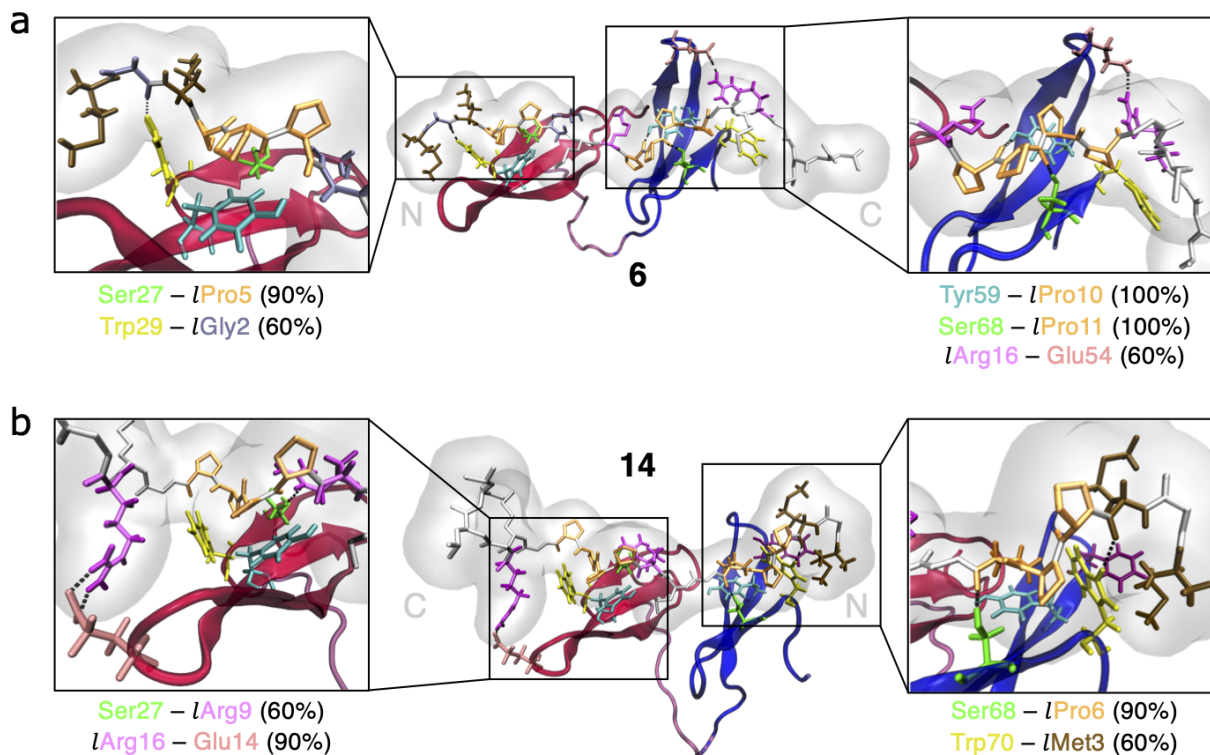 a
N
C
6
Ser27 – lPro5 (90%)
Trp29 – lGly2 (60%)
Tyr59 – lPro10 (100%)
Ser68 – lPro11 (100%)
lArg16 – Glu54 (60%)
b
14
C
N
Ser27 – lArg9 (60%)
lArg16 – Glu14 (90%)
Ser68 – lPro6 (90%)
Trp70 – lMet3 (60%)